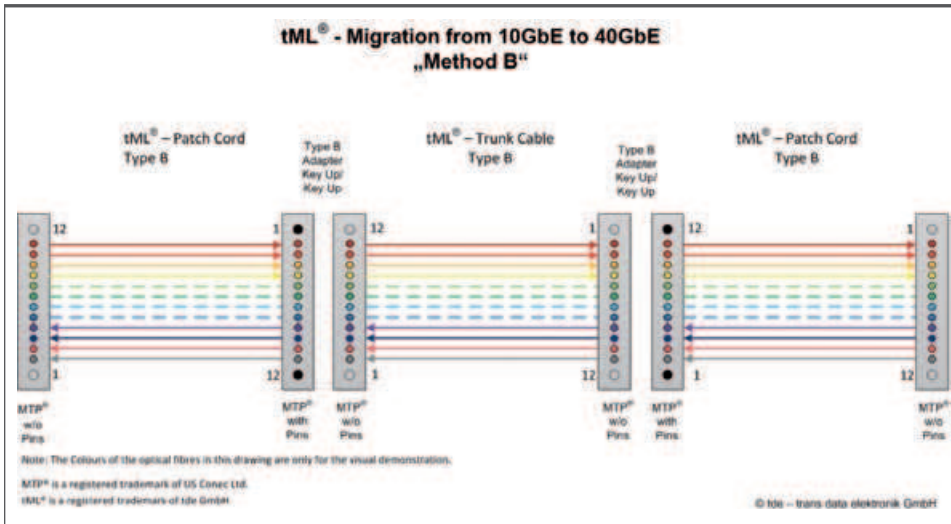 tML® - Migration from 10GbE to 40GbE
„Method B“
tML® – Patch Cord
Type B
Type B
Adapter
Key Up/
Key Up
tML® – Trunk Cable
Type B
Type B
Adapter
Key Up/
Key Up
tML® – Patch Cord
Type B
12 1 12 1 12 1
1 12 1 12 1 12
MTP®
w/o
Pins
MTP®
with
Pins
MTP®
w/o
Pins
MTP®
w/o
Pins
MTP®
with
Pins
MTP®
w/o
Pins
Note: The Colours of the optical fibres in this drawing are only for the visual demonstration.
MTP® is a registered trademark of US Conec Ltd.
tML® is a registered trademark of tde GmbH
© tde – trans data elektronik GmbH